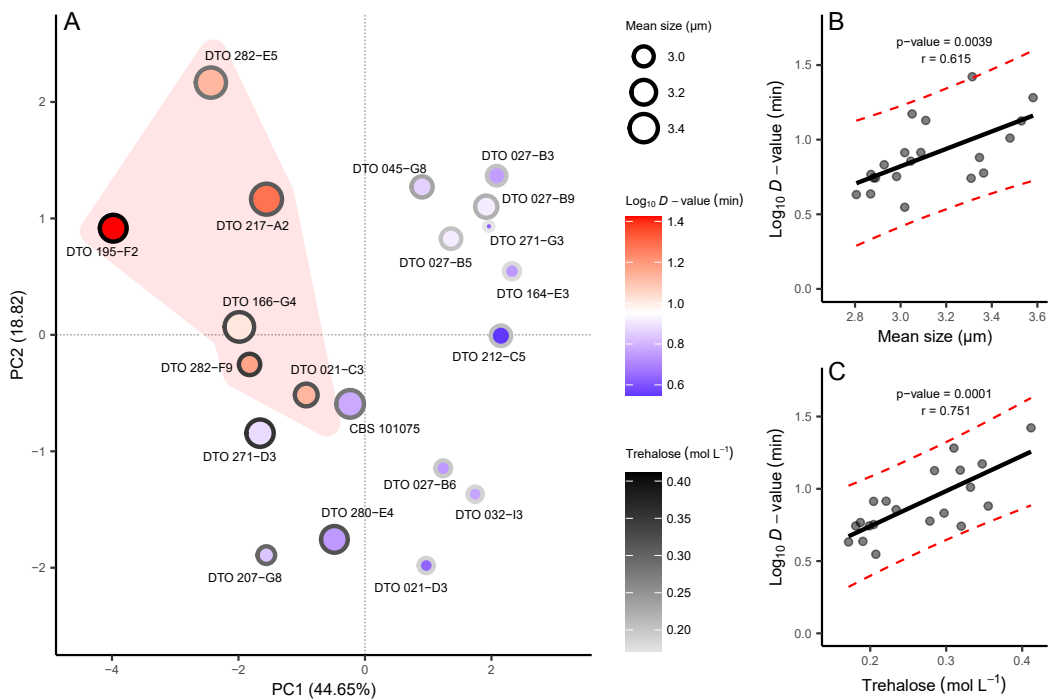 A
DTO 282−E5
DTO 217−A2
DTO 195−F2
DTO 166−G4
DTO 282−F9
DTO 021−C3
CBS 101075
DTO 271−D3
DTO 280−E4
DTO 207−G8
DTO 045−G8
DTO 027−B3
DTO 027−B9
DTO 271−G3
DTO 027−B5
DTO 164−E3
DTO 212−C5
DTO 027−B6
DTO 032−I3
DTO 021−D3
2
1
0
−1
−2
PC2 (18.82)
−4
−2
0
2
PC1 (44.65%)
Mean size (μm)
3.0
3.2
3.4
Log10 D − value (min)
1.4
1.2
1.0
0.8
0.6
Trehalose (mol L−1)
0.40
0.35
0.30
0.25
0.20
B
p−value = 0.0039
r = 0.615
Log10 D − value (min)
1.5
1.0
0.5
0.0
2.8
3.0
3.2
3.4
3.6
Mean size (μm)
C
p−value = 0.0001
r = 0.751
Log10 D − value (min)
1.5
1.0
0.5
0.0
0.2
0.3
0.4
Trehalose (mol L−1)